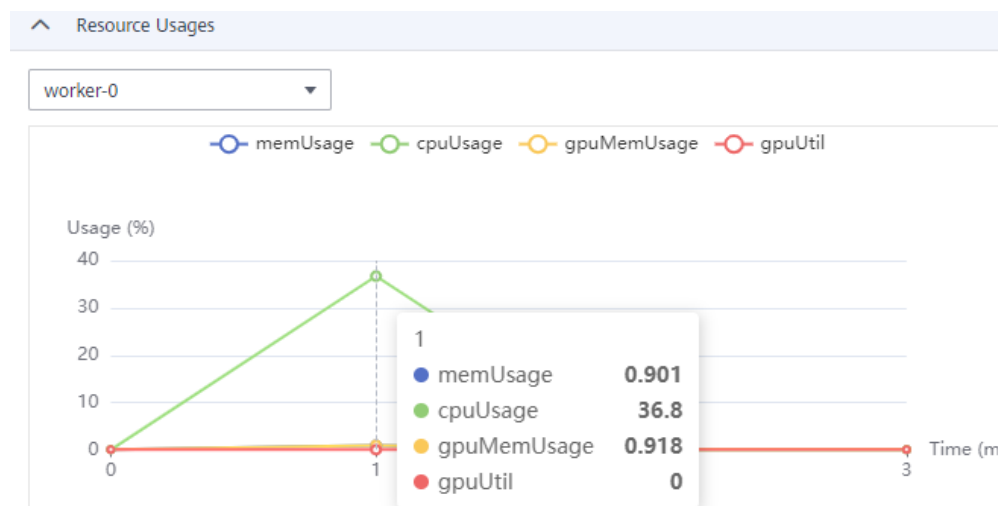 Resource Usages
worker-0
memUsage cpuUsage gpuMemUsage gpuUtil
Usage (%)
40
30
20
10
0
0 1 3
Time (m
1
memUsage 0.901
cpuUsage 36.8
gpuMemUsage 0.918
gpuUtil 0